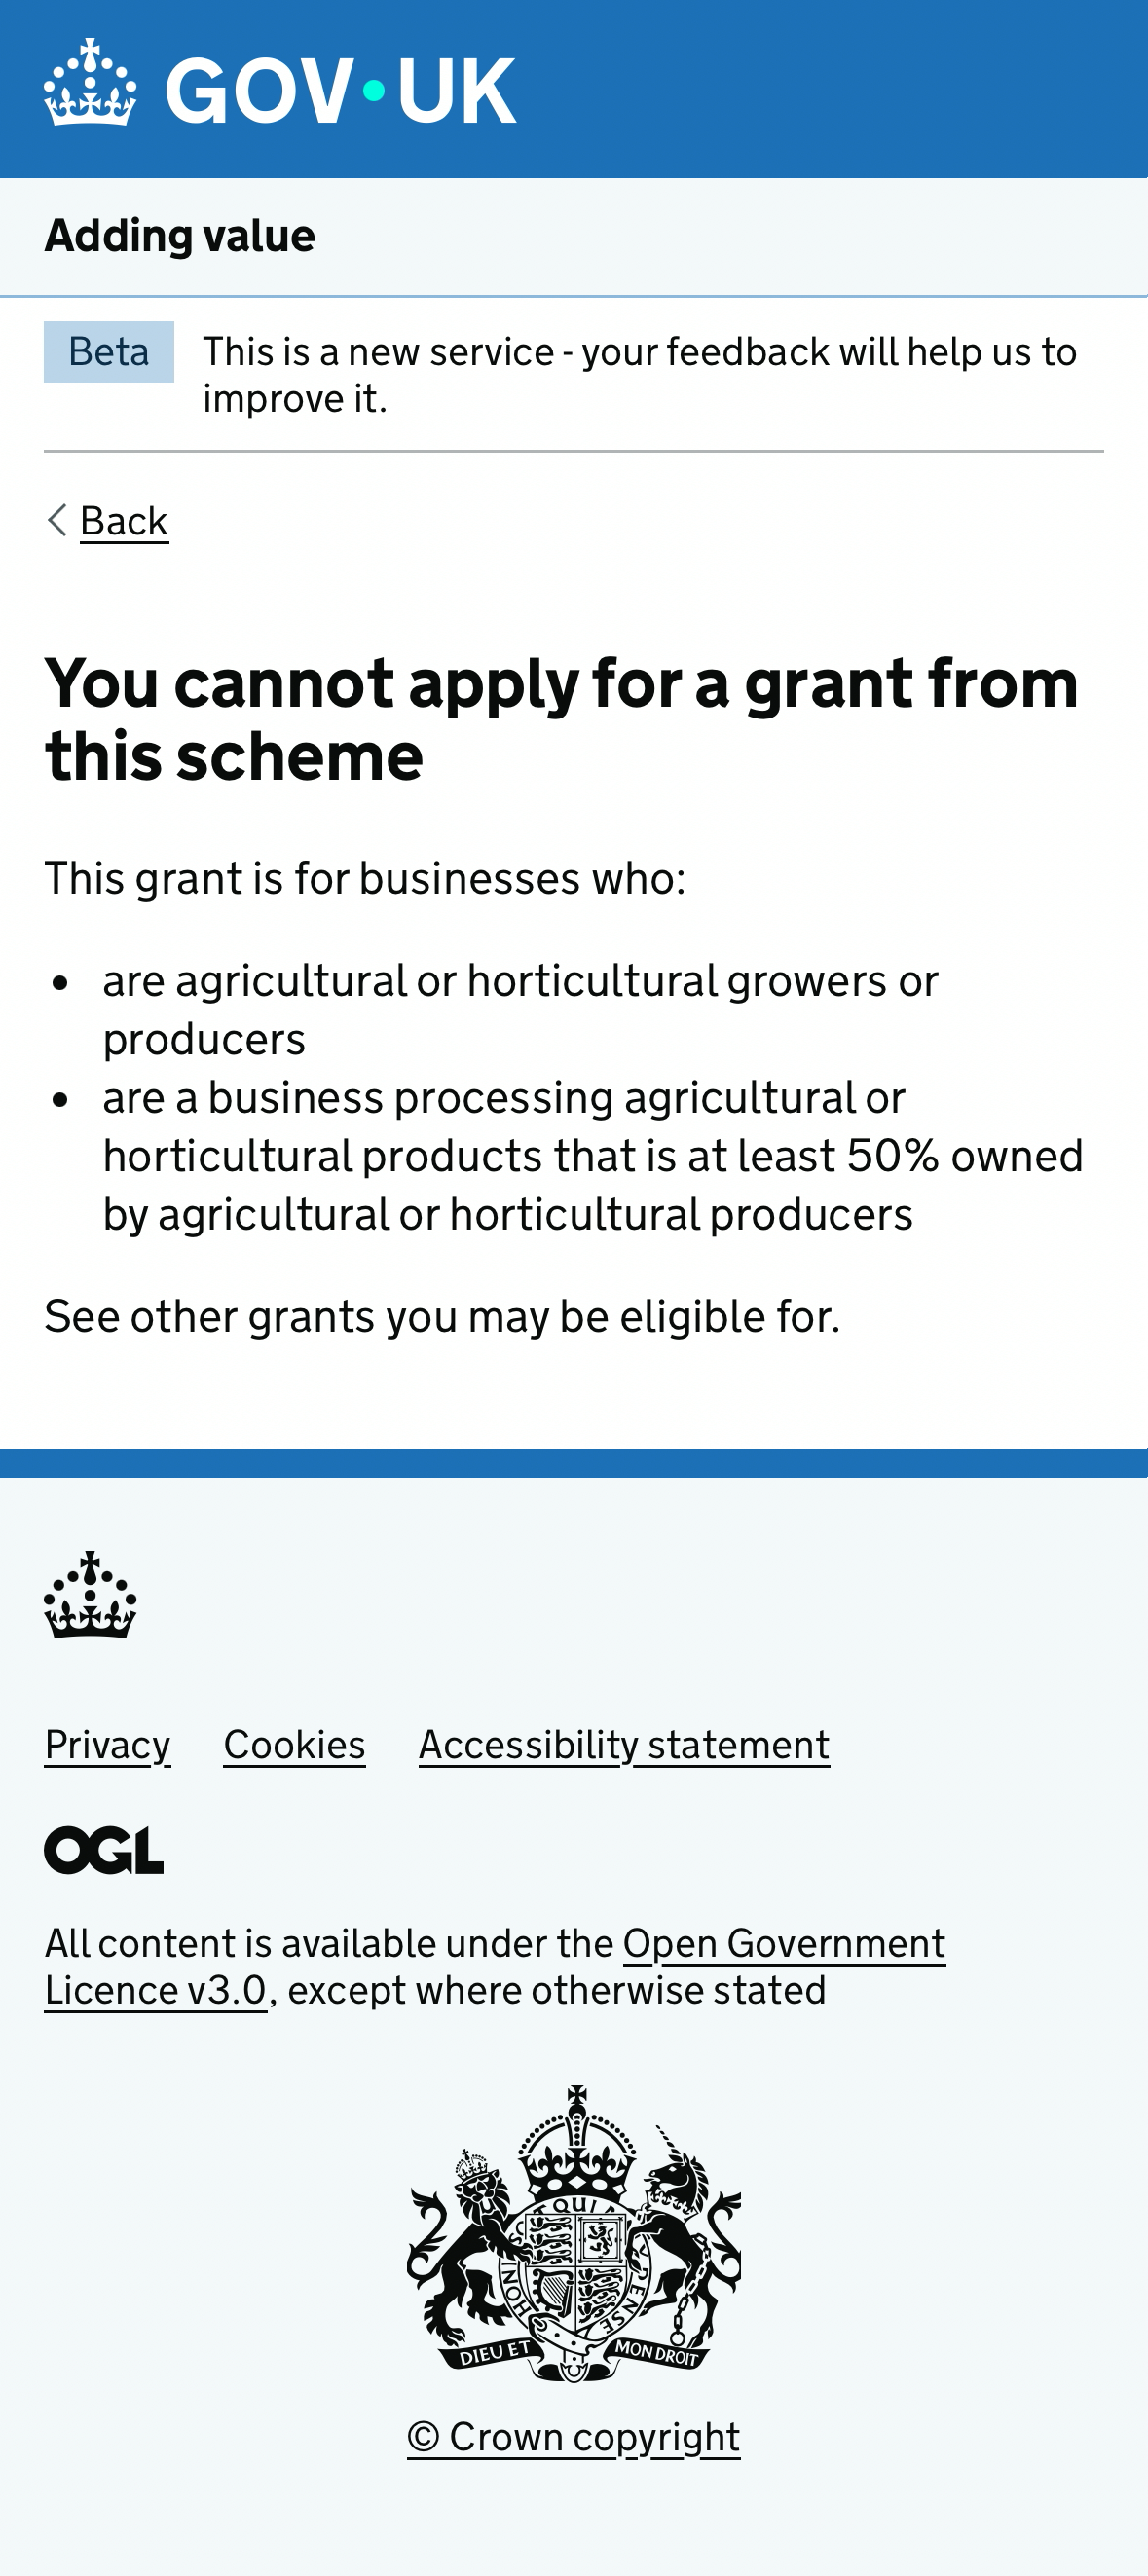 GOV·UK
Adding value
Beta
This is a new service - your feedback will help us to
improve it.
Back
You cannot apply for a grant from
this scheme
This grant is for businesses who:
• are agricultural or horticultural growers or
producers
• are a business processing agricultural or
horticultural products that is at least 50% owned
by agricultural or horticultural producers
See other grants you may be eligible for.
Privacy Cookies Accessibility statement
OGL
All content is available under the Open Government
Licence v3.0, except where otherwise stated
QUI
HONI
PENSE
DIEU ET MON DROIT
© Crown copyright